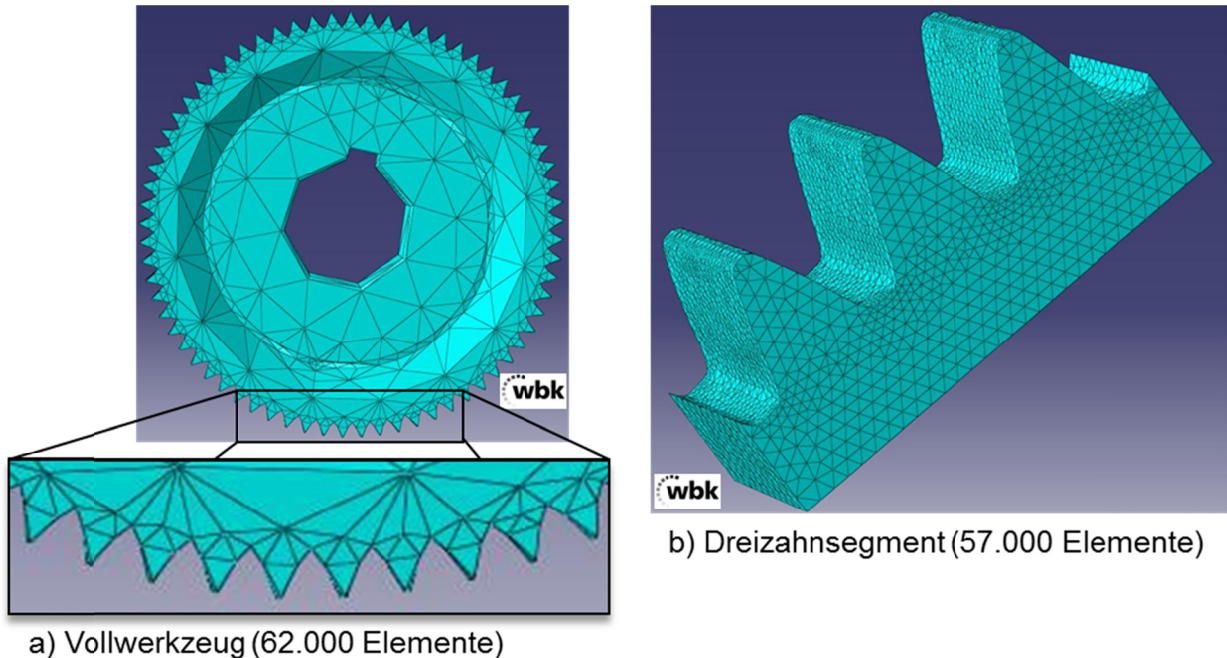 wbk
wbk
b) Dreizahnsegment (57.000 Elemente)
a) Vollwerkzeug (62.000 Elemente)